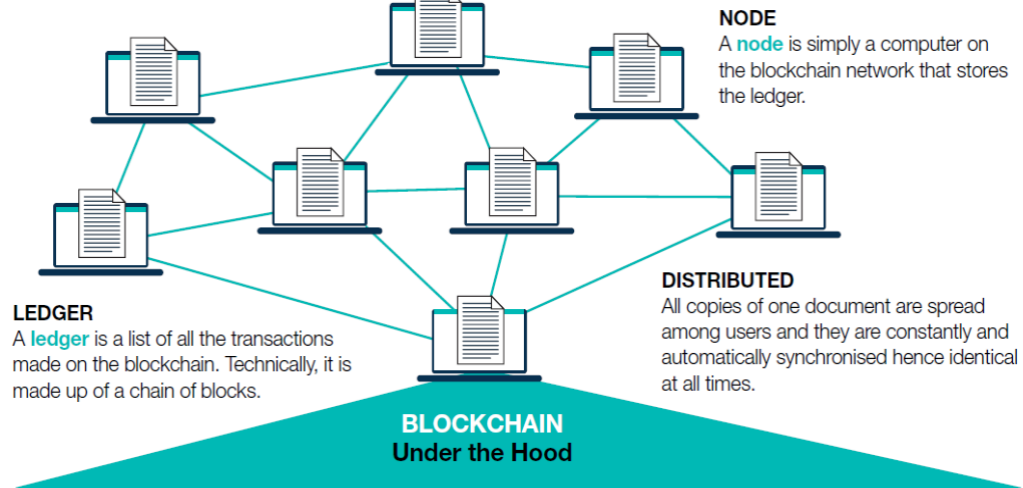 NODE
A node is simply a computer on
the blockchain network that stores
the ledger.
LEDGER
A ledger is a list of all the transactions
made on the blockchain. Technically, it is
made up of a chain of blocks.
DISTRIBUTED
All copies of one document are spread
among users and they are constantly and
automatically synchronised hence identical
at all times.
BLOCKCHAIN
Under the Hood